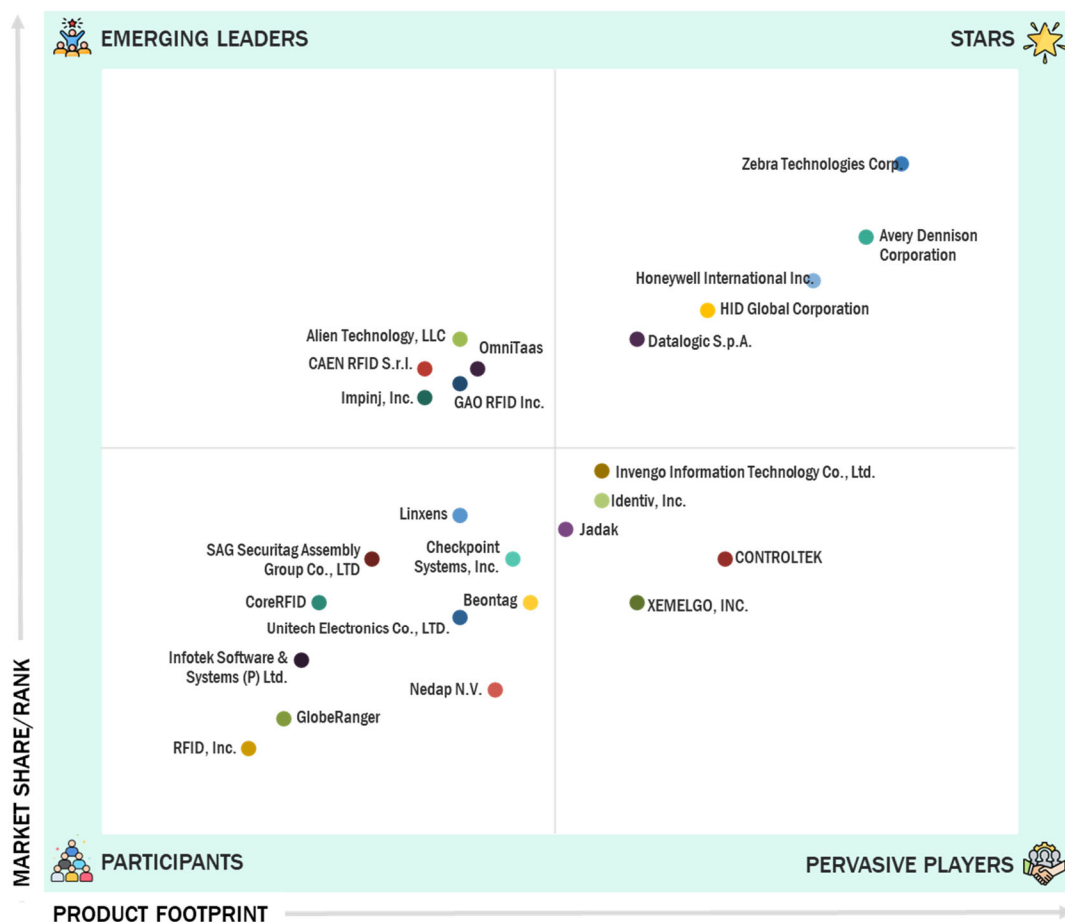 EMERGING LEADERS
STARS
Zebra Technologies Corp.
Avery Dennison
Corporation
Honeywell International Inc.
HID Global Corporation
Alien Technology, LLC
OmniTaas
Datalogic S.p.A.
CAEN RFID S.r.l.
Impinj, Inc.
GAO RFID Inc.
Invengo Information Technology Co., Ltd.
Identiv, Inc.
Linxens
Jadak
SAG Securitag Assembly
Group Co., LTD
Checkpoint
Systems, Inc.
CONTROLTEK
CoreRFID
Beontag
XEMELGO, INC.
Unitech Electronics Co., LTD.
Infotek Software &
Systems (P) Ltd.
Nedap N.V.
GlobeRanger
RFID, Inc.
MARKET SHARE/RANK
PARTICIPANTS
PERVASIVE PLAYERS
PRODUCT FOOTPRINT